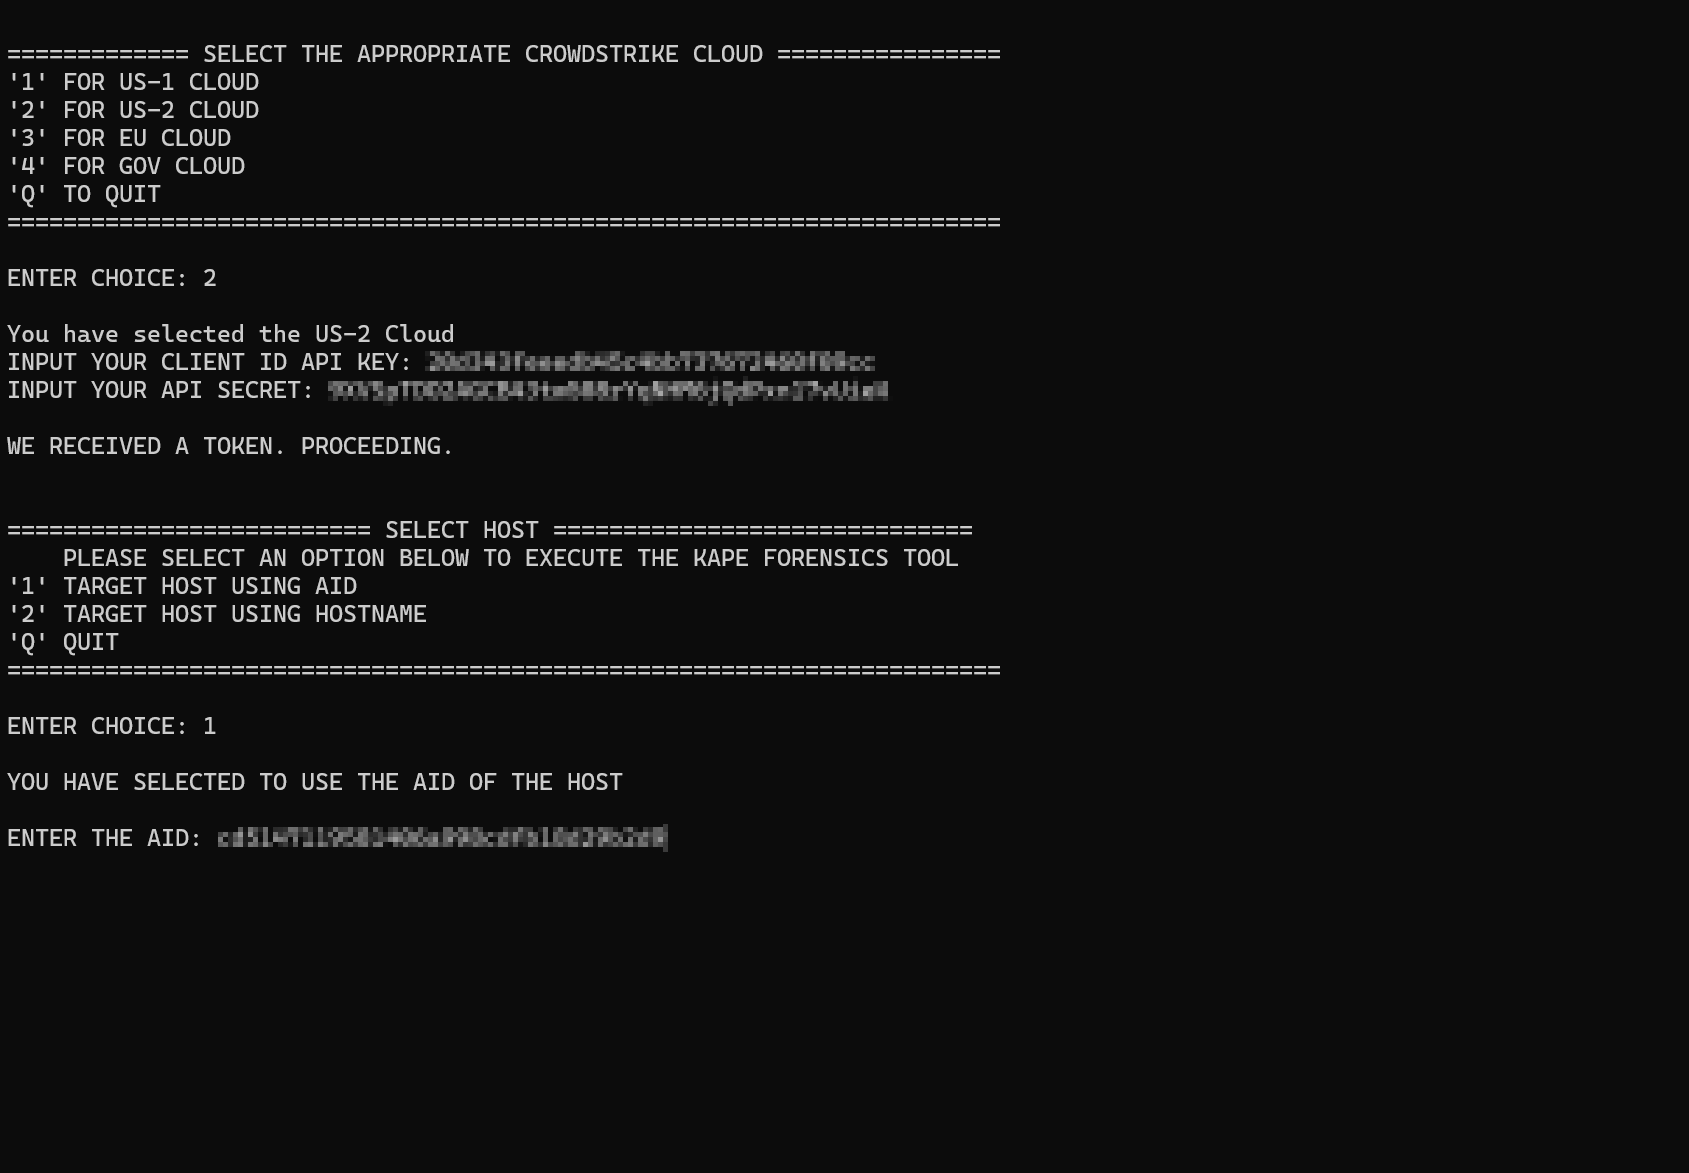 ============= SELECT THE APPROPRIATE CROWDSTRIKE CLOUD ================
'1' FOR US-1 CLOUD
'2' FOR US-2 CLOUD
'3' FOR EU CLOUD
'4' FOR GOV CLOUD
'Q' TO QUIT
=======================================================================
ENTER CHOICE: 2
You have selected the US-2 Cloud
INPUT YOUR CLIENT ID API KEY:
INPUT YOUR API SECRET:
WE RECEIVED A TOKEN. PROCEEDING.
========================== SELECT HOST ==============================
PLEASE SELECT AN OPTION BELOW TO EXECUTE THE KAPE FORENSICS TOOL
'1' TARGET HOST USING AID
'2' TARGET HOST USING HOSTNAME
'Q' QUIT
=======================================================================
ENTER CHOICE: 1
YOU HAVE SELECTED TO USE THE AID OF THE HOST
ENTER THE AID: